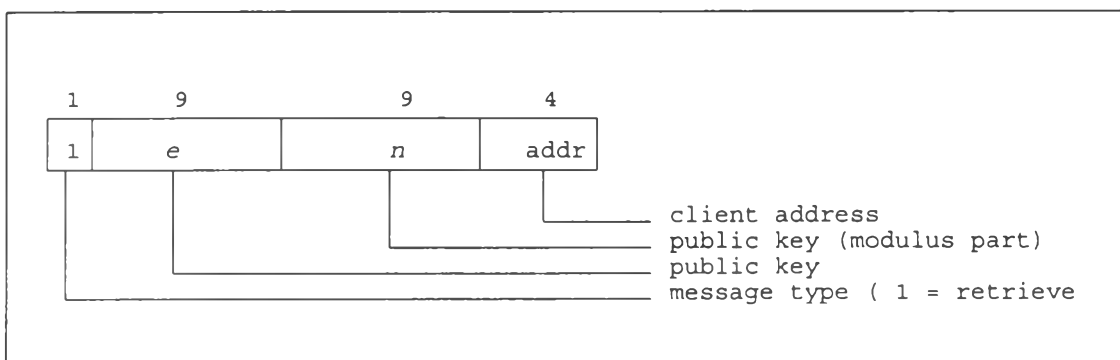 1 9 9 4
1 e n addr
client address
public key (modulus part)
public key
message type ( 1 = retrieve